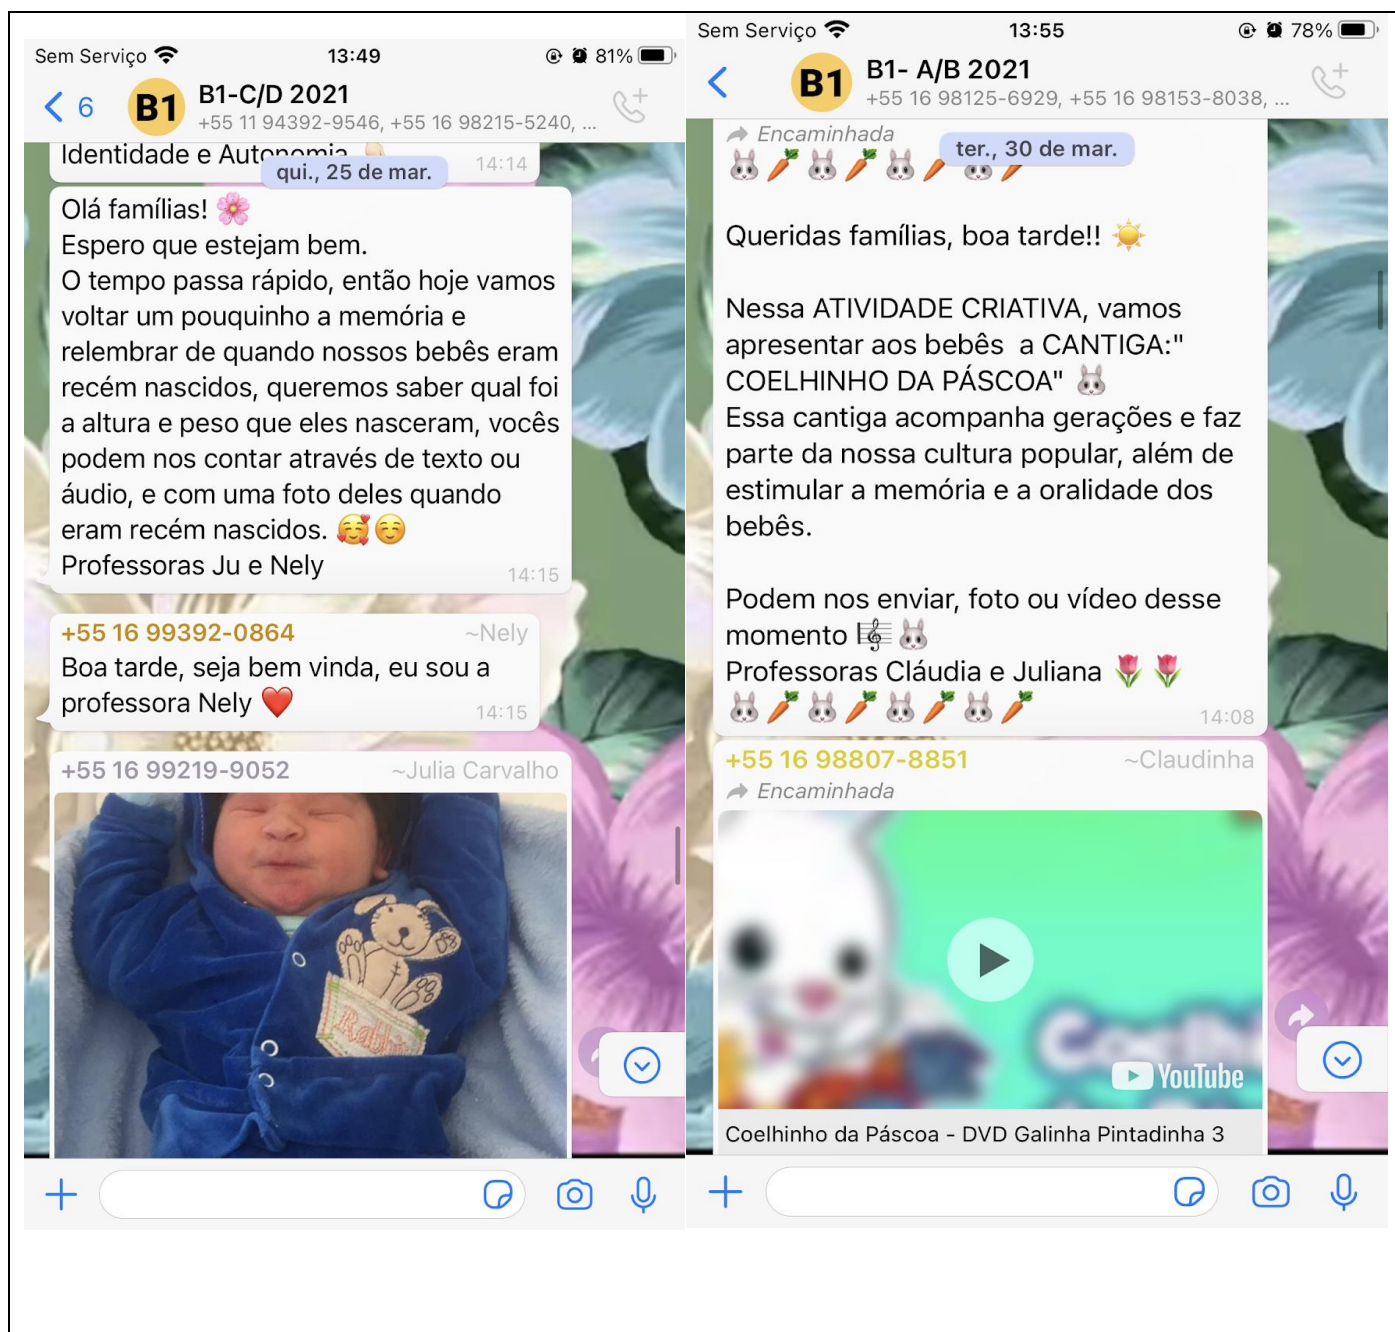 Sem Serviço 13:49 81%
6 B1 B1-C/D 2021
+55 11 94392-9546, +55 16 98215-5240, ...
Identidade e Autonomia 14:14
qui., 25 de mar.
Olá famílias! 🌸
Espero que estejam bem.
O tempo passa rápido, então hoje vamos
voltar um pouquinho a memória e
relembrar de quando nossos bebês eram
recém nascidos, queremos saber qual foi
a altura e peso que eles nasceram, vocês
podem nos contar através de texto ou
áudio, e com uma foto deles quando
eram recém nascidos. 🥰☺️
Professoras Ju e Nely 14:15
+55 16 99392-0864 ~Nely
Boa tarde, seja bem vinda, eu sou a
professora Nely ❤️ 14:15
+55 16 99219-9052 ~Julia Carvalho
Rabbit
Sem Serviço 13:55 78%
B1 B1- A/B 2021
+55 16 98125-6929, +55 16 98153-8038, ...
Encaminhada
ter., 30 de mar.
🐰🥕🐰🥕🐰🥕🐰🥕
Queridas famílias, boa tarde!! ☀️
Nessa ATIVIDADE CRIATIVA, vamos
apresentar aos bebês a CANTIGA:"
COELHINHO DA PÁSCOA" 🐰
Essa cantiga acompanha gerações e faz
parte da nossa cultura popular, além de
estimular a memória e a oralidade dos
bebês.
Podem nos enviar, foto ou vídeo desse
momento 🎼🐰
Professoras Cláudia e Juliana 🌷🌷
🐰🥕🐰🥕🐰🥕🐰🥕 14:08
+55 16 98807-8851 ~Claudinha
Encaminhada
Coelh
YouTube
Coelhinho da Páscoa - DVD Galinha Pintadinha 3